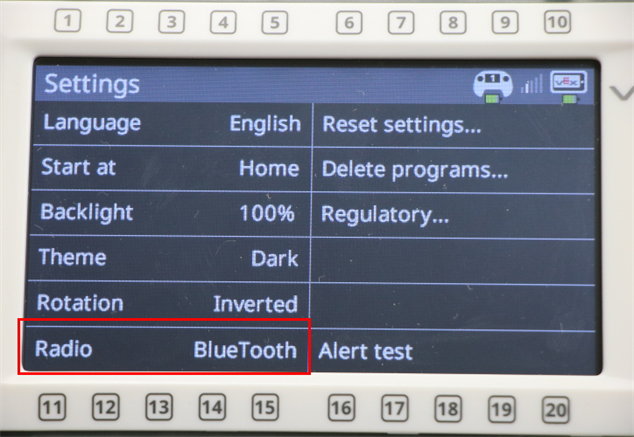 1 2 3 4 5 6 7 8 9 10
Settings 1 VEX
Language English Reset settings...
Start at Home Delete programs...
Backlight 100% Regulatory...
Theme Dark
Rotation Inverted
Radio BlueTooth Alert test
11 12 13 14 15 16 17 18 19 20